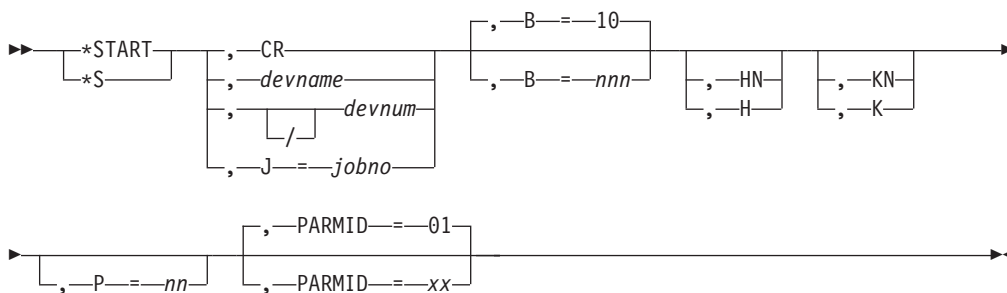 , B = 10
*START , CR
*S , devname , B = nnn , HN , KN
, devnum , H , K
/
, J = jobno
, PARMID = 01
, P = nn , PARMID = xx